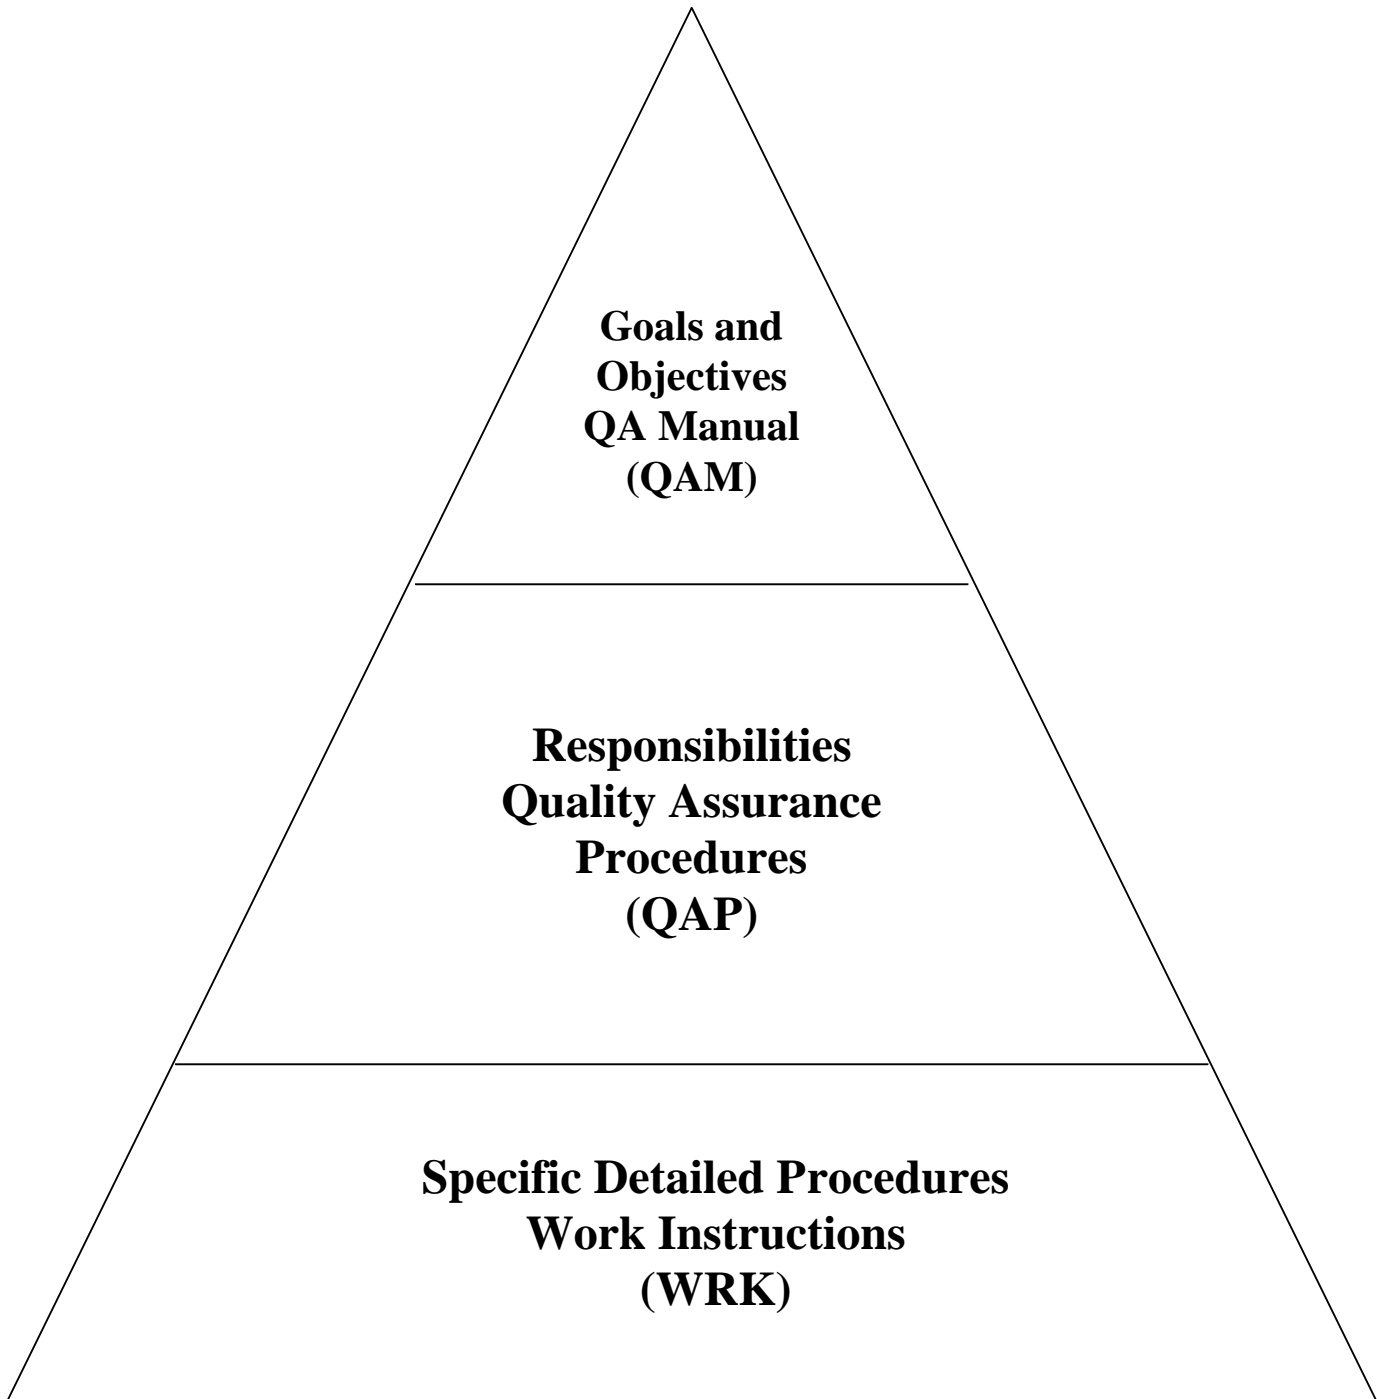 Goals and
Objectives
QA Manual
(QAM)
Responsibilities
Quality Assurance
Procedures
(QAP)
Specific Detailed Procedures
Work Instructions
(WRK)